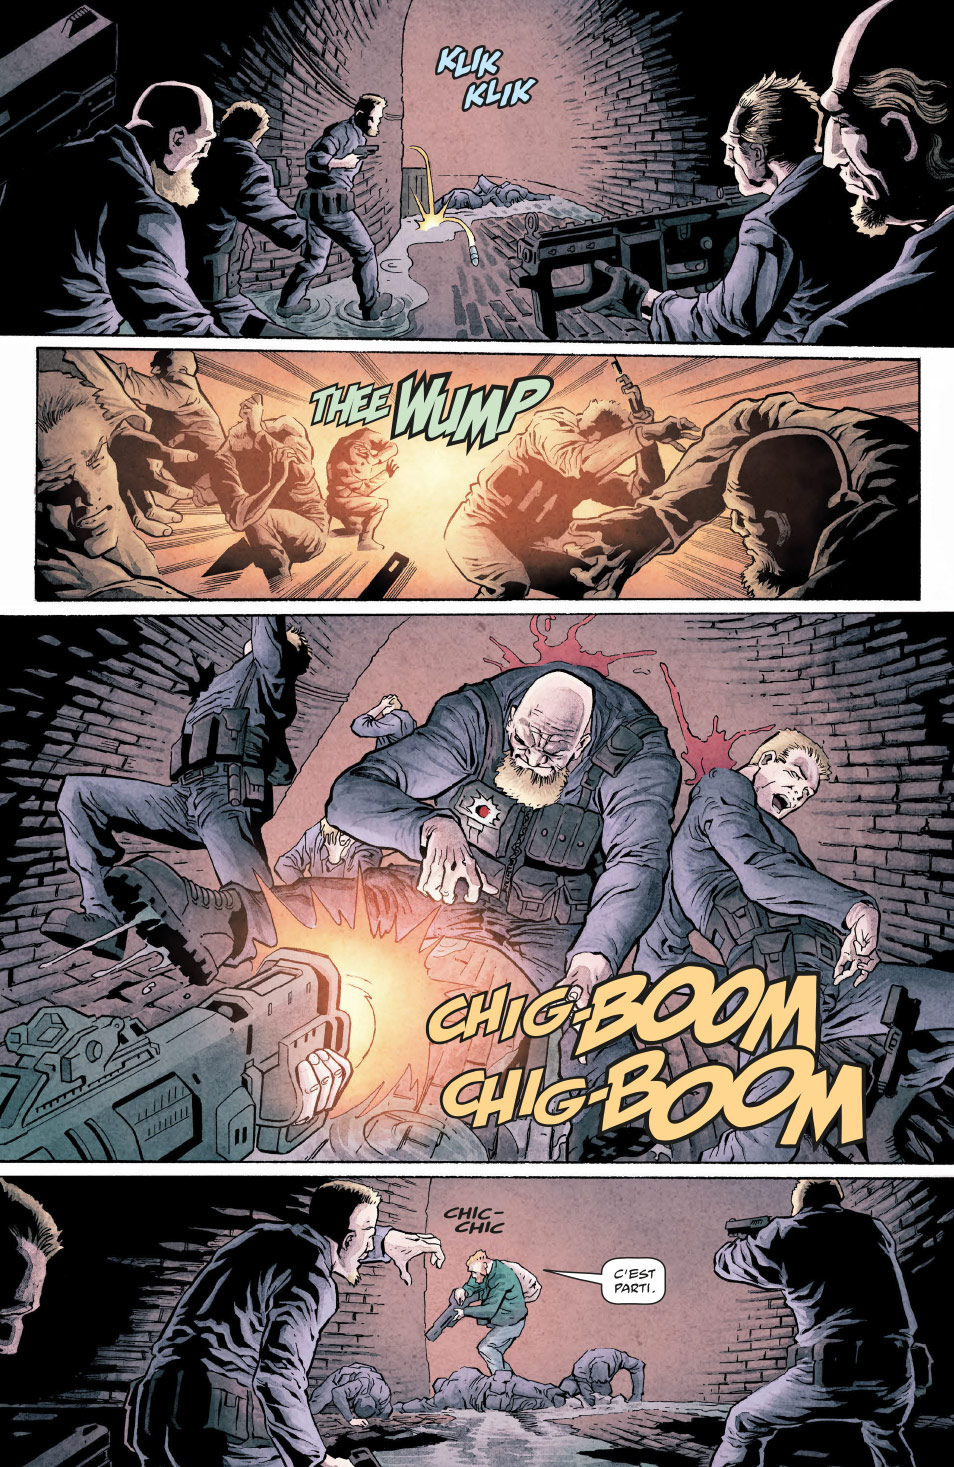 KLIK
KLIK
THEE WUMP
CHIG-BOOM
CHIG-BOOM
CHIC-
CHIC
C'EST
PARTI.